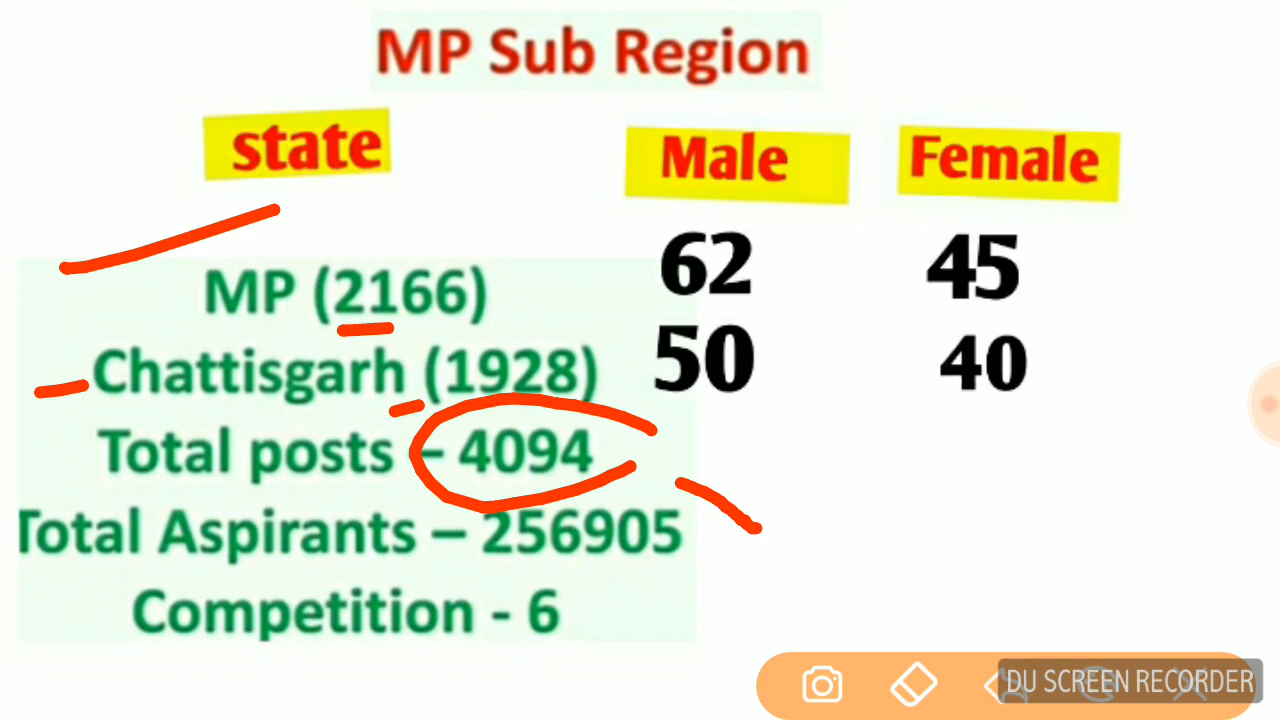 MP Sub Region
state Male Female
MP (2166) 62 45
Chattisgarh (1928) 50 40
Total posts – 4094
Total Aspirants – 256905
Competition - 6
DU SCREEN RECORDER